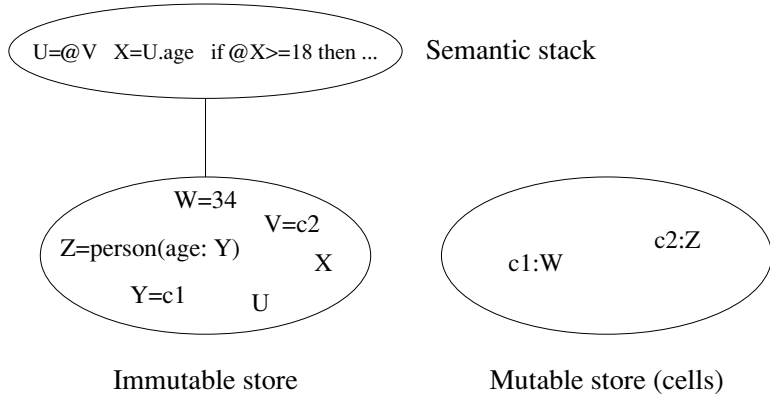 U=@V X=U.age if @X>=18 then ...
Semantic stack
W=34
V=c2
Z=person(age: Y)
X
Y=c1
U
c2:Z
c1:W
Immutable store
Mutable store (cells)